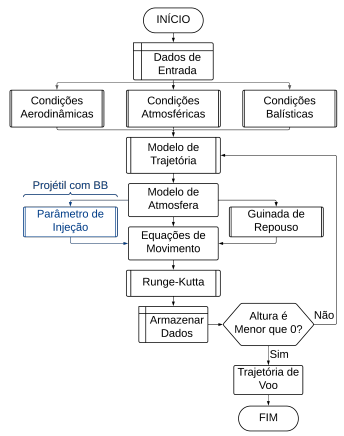 INÍCIO
Dados de
Entrada
Condições
Aerodinâmicas
Condições
Atmosféricas
Condições
Balísticas
Modelo de
Trajetória
Projétil com BB
Modelo de
Atmosfera
Parâmetro de
Injeção
Guinada de
Repouso
Equações de
Movimento
Runge-Kutta
Armazenar
Dados
Altura é
Menor que 0?
Não
Sim
Trajetória de
Voo
FIM